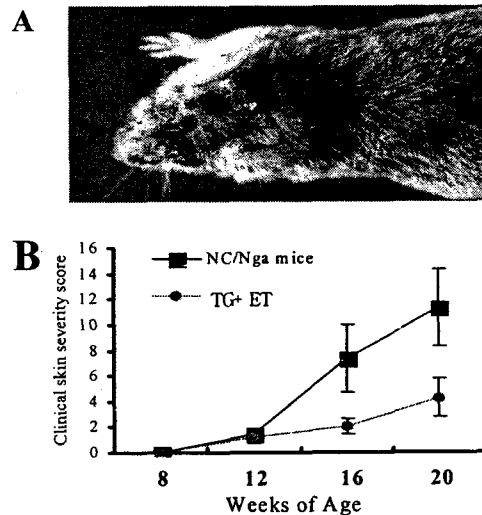 A
B
Clinical skin severity score
16
14
12
10
8
6
4
2
0
NC/Nga mice
TG+ ET
8 12 16 20
Weeks of Age